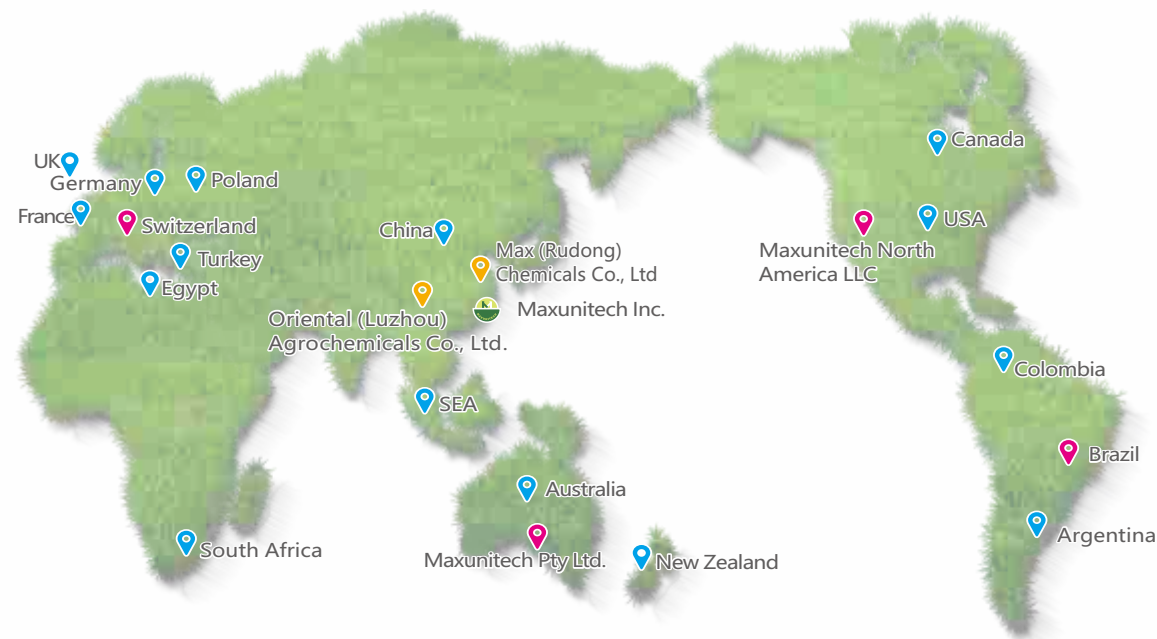 Canada
UK
Germany
Poland
France
Switzerland
USA
China
Max (Rudong)
Chemicals Co., Ltd
Maxunitech North
America LLC
Turkey
Egypt
Maxunitech Inc.
Oriental (Luzhou)
Agrochemicals Co., Ltd.
Colombia
SEA
Brazil
Australia
Argentina
South Africa
Maxunitech Pty Ltd.
New Zealand